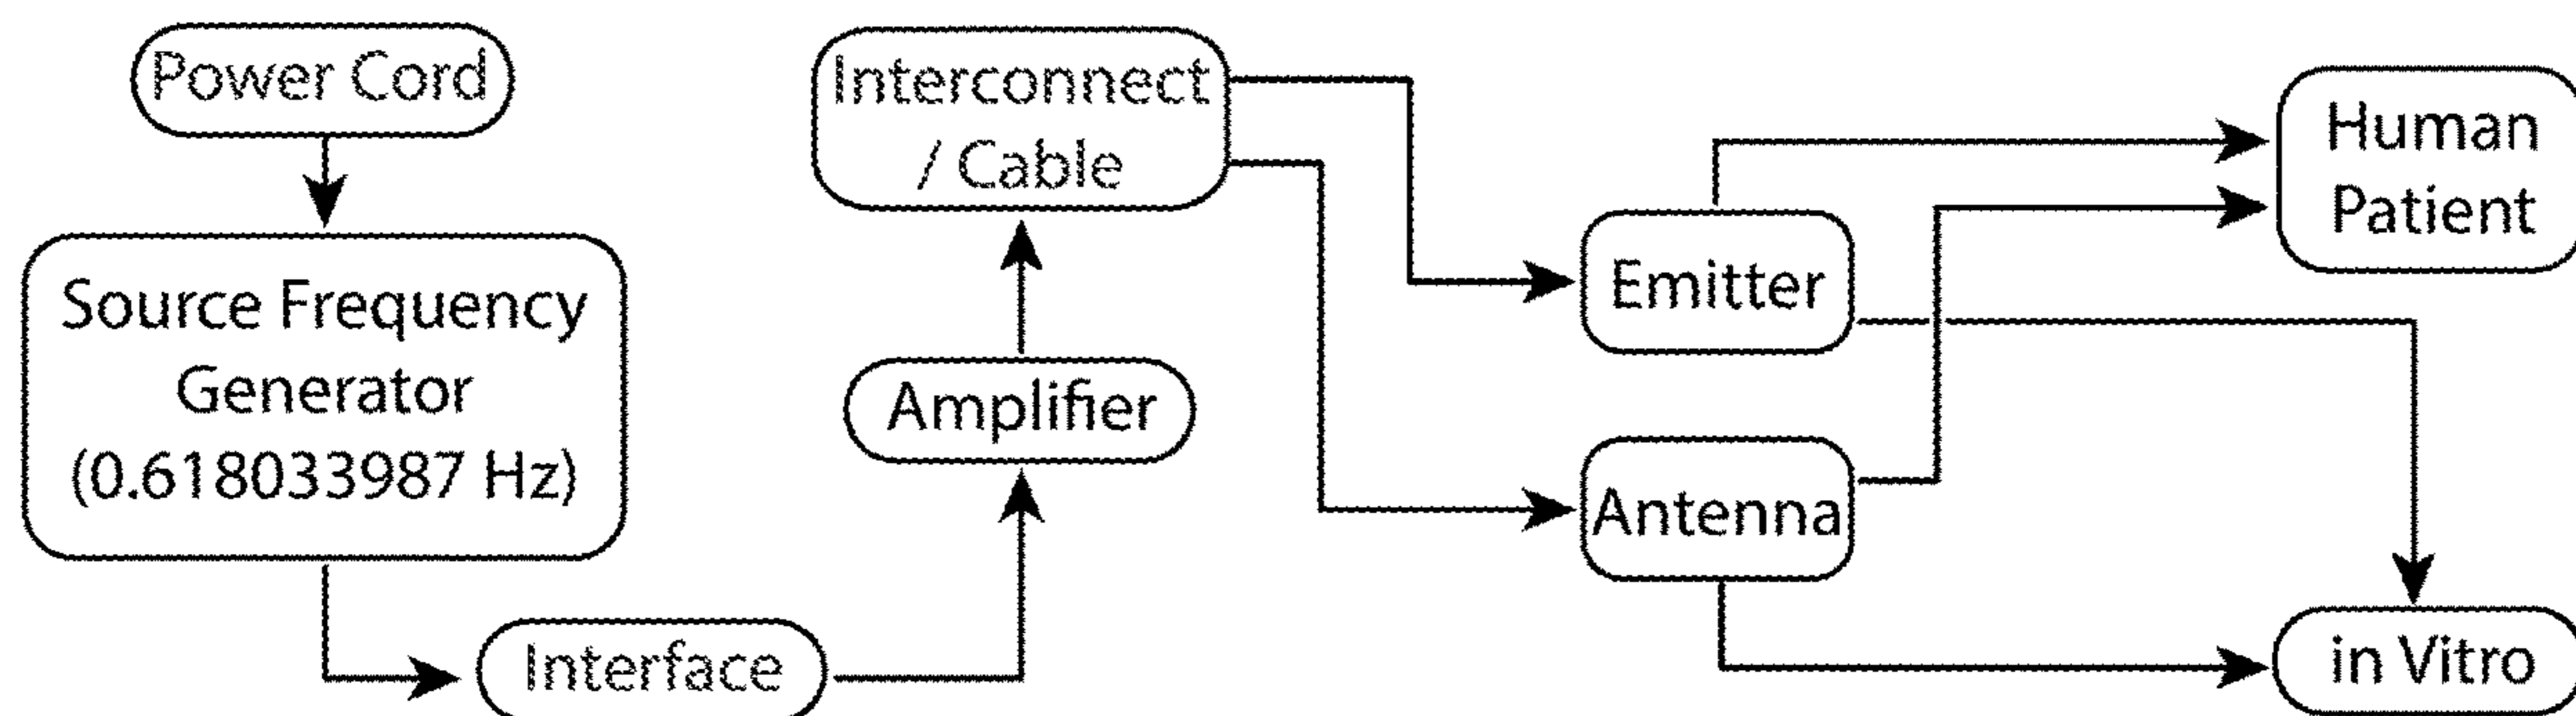 Power Cord
Source Frequency
Generator
(0.618033987 Hz)
Interface
Amplifier
Interconnect
/ Cable
Emitter
Antenna
Human
Patient
in Vitro